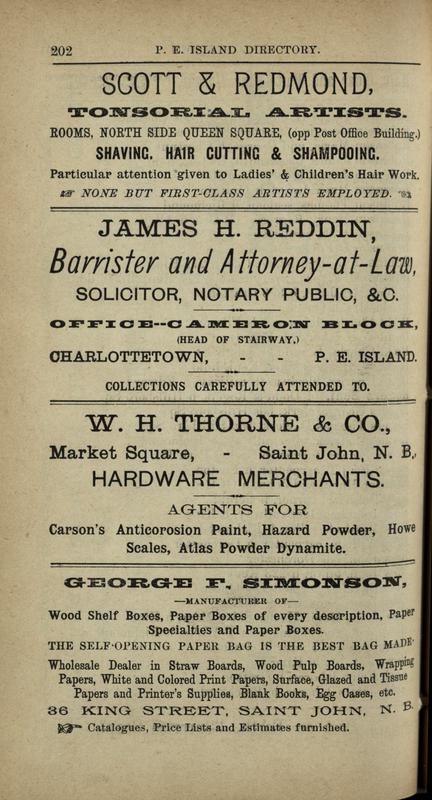 202 P. E. ISLAND DIRECTORY.
SCOTT & REDMOND,
TONSORIAL ARTISTS.
ROOMS, NORTH SIDE QUEEN SQUARE, (opp Post Office Building.)
SHAVING, HAIR CUTTING & SHAMPOOING.
Particular attention given to Ladies' & Children's Hair Work.
☞ NONE BUT FIRST-CLASS ARTISTS EMPLOYED. ☜
JAMES H. REDDIN,
Barrister and Attorney-at-Law,
SOLICITOR, NOTARY PUBLIC, &C.
OFFICE--CAMERON BLOCK,
(HEAD OF STAIRWAY.)
CHARLOTTETOWN, - - P. E. ISLAND.
COLLECTIONS CAREFULLY ATTENDED TO.
W. H. THORNE & CO.,
Market Square, - Saint John, N. B.,
HARDWARE MERCHANTS.
AGENTS FOR
Carson's Anticorosion Paint, Hazard Powder, Howe
Scales, Atlas Powder Dynamite.
GEORGE F. SIMONSON,
—MANUFACTURER OF—
Wood Shelf Boxes, Paper Boxes of every description, Paper
Specialties and Paper Boxes.
THE SELF-OPENING PAPER BAG IS THE BEST BAG MADE.
Wholesale Dealer in Straw Boards, Wood Pulp Boards, Wrapping
Papers, White and Colored Print Papers, Surface, Glazed and Tissue
Papers and Printer's Supplies, Blank Books, Egg Cases, etc.
36 KING STREET, SAINT JOHN, N. B.
☞ Catalogues, Price Lists and Estimates furnished.